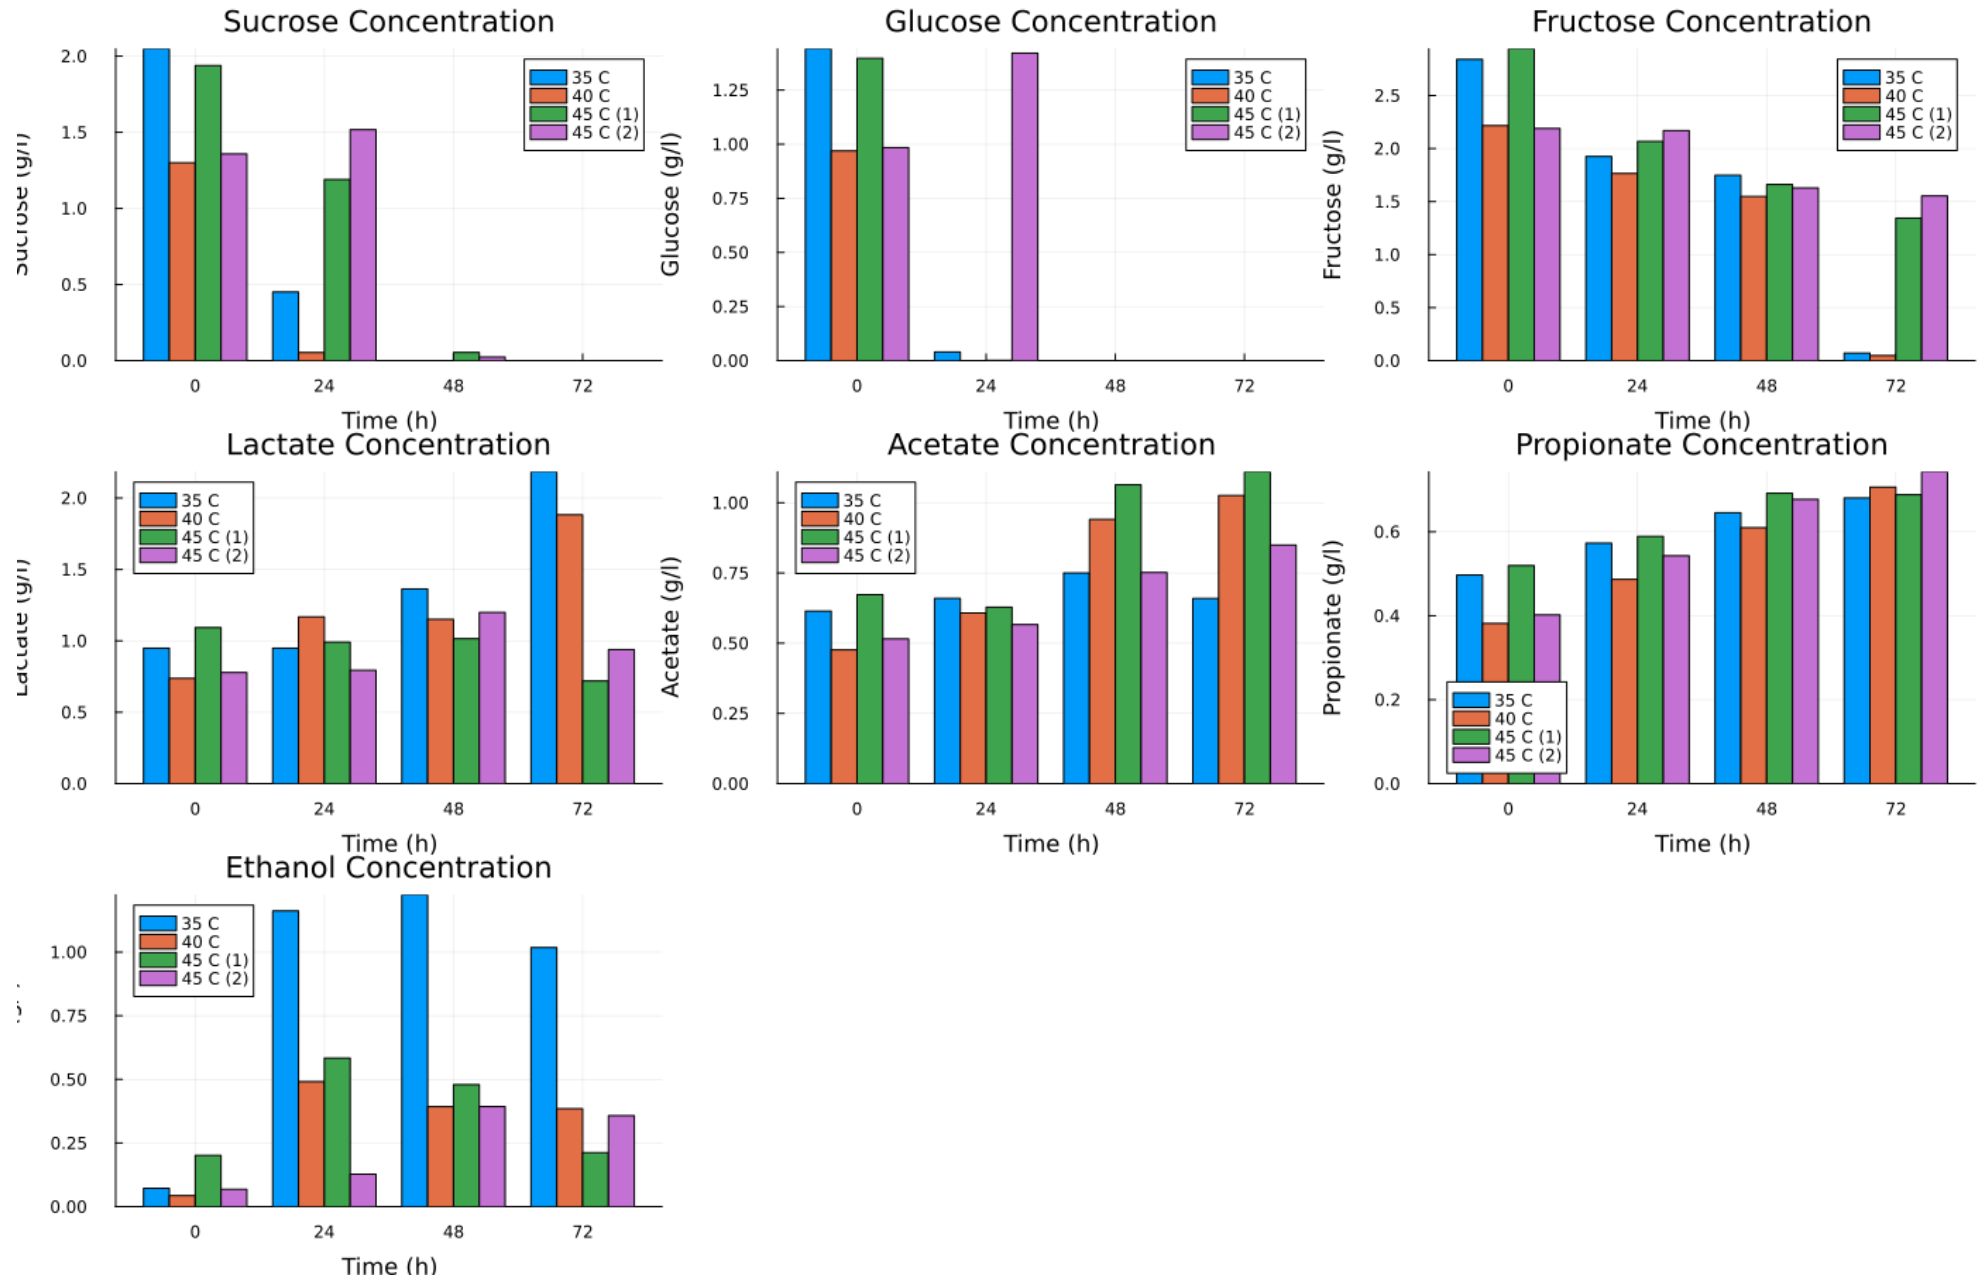 Sucrose Concentration
Sucrose (g/l)
2.0
1.5
1.0
0.5
0.0
35 C
40 C
45 C (1)
45 C (2)
0 24 48 72
Time (h)
Glucose Concentration
Glucose (g/l)
1.25
1.00
0.75
0.50
0.25
0.00
35 C
40 C
45 C (1)
45 C (2)
0 24 48 72
Time (h)
Fructose Concentration
Fructose (g/l)
2.5
2.0
1.5
1.0
0.5
0.0
35 C
40 C
45 C (1)
45 C (2)
0 24 48 72
Time (h)
Lactate Concentration
Lactate (g/l)
2.0
1.5
1.0
0.5
0.0
35 C
40 C
45 C (1)
45 C (2)
0 24 48 72
Time (h)
Acetate Concentration
Acetate (g/l)
1.00
0.75
0.50
0.25
0.00
35 C
40 C
45 C (1)
45 C (2)
0 24 48 72
Time (h)
Propionate Concentration
Propionate (g/l)
0.6
0.4
0.2
0.0
35 C
40 C
45 C (1)
45 C (2)
0 24 48 72
Time (h)
Ethanol Concentration
1.00
0.75
0.50
0.25
0.00
35 C
40 C
45 C (1)
45 C (2)
0 24 48 72
Time (h)